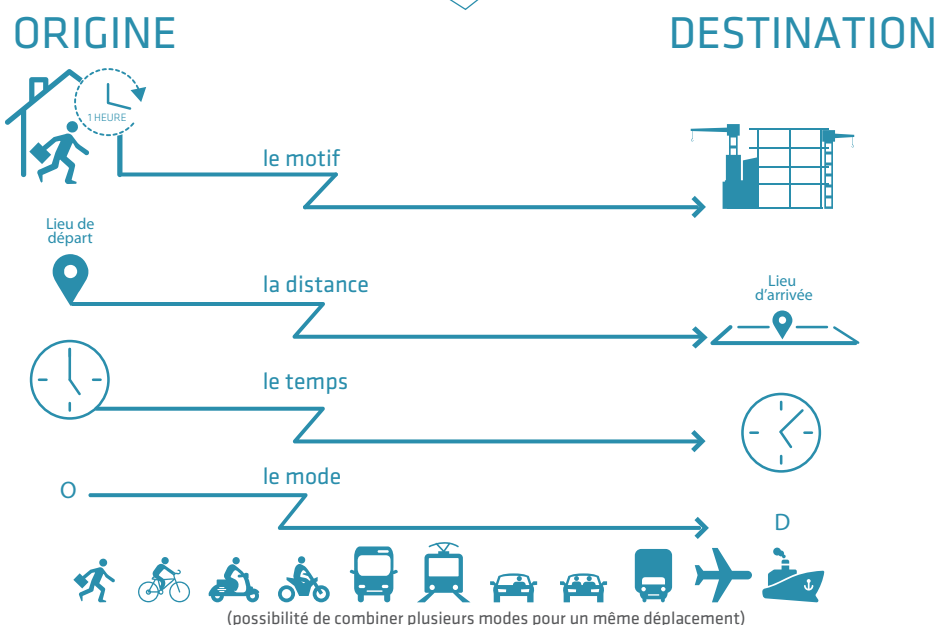 ORIGINE
DESTINATION
1 HEURE
le motif
Lieu de
départ
la distance
Lieu
d'arrivée
le temps
le mode
O
D
(possibilité de combiner plusieurs modes pour un même déplacement)